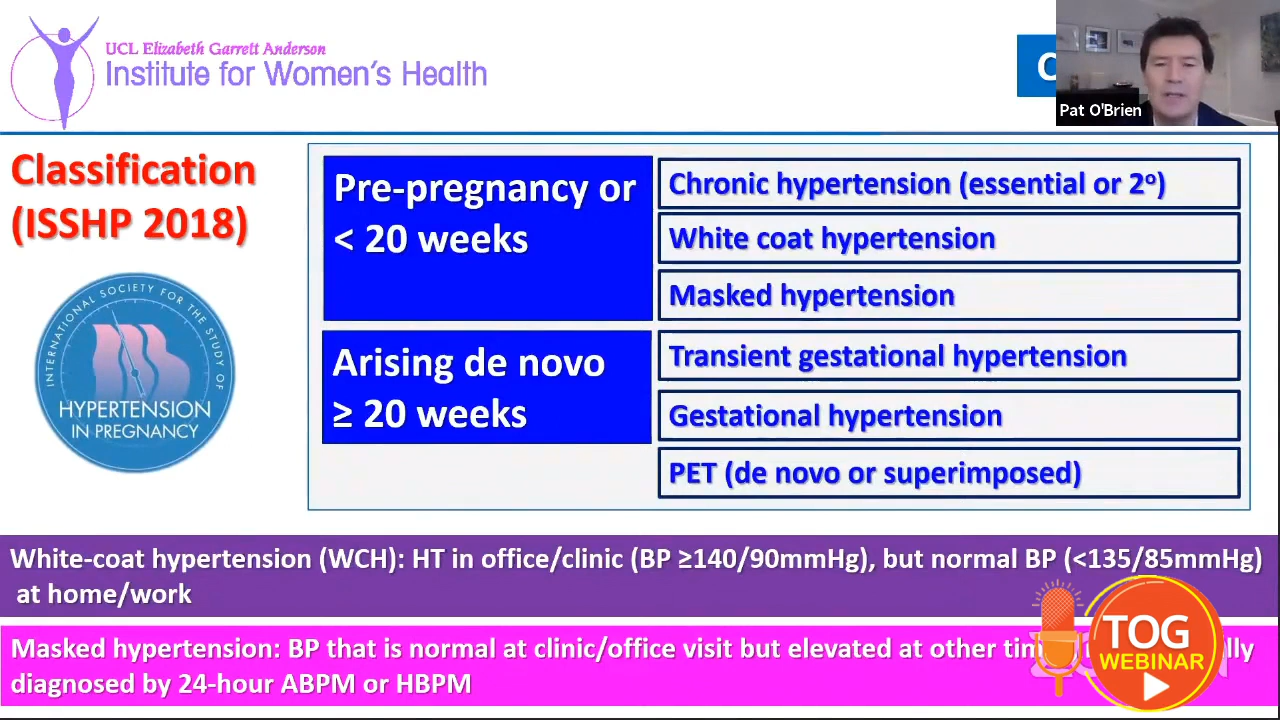 UCL Elizabeth Garrett Anderson
Institute for Women's Health
Pat O'Brien
Classification
(ISSHP 2018)
INTERNATIONAL SOCIETY FOR THE STUDY OF
HYPERTENSION
IN PREGNANCY
Pre-pregnancy or
< 20 weeks
Chronic hypertension (essential or 2º)
White coat hypertension
Masked hypertension
Arising de novo
≥ 20 weeks
Transient gestational hypertension
Gestational hypertension
PET (de novo or superimposed)
White-coat hypertension (WCH): HT in office/clinic (BP ≥140/90mmHg), but normal BP (<135/85mmHg)
at home/work
Masked hypertension: BP that is normal at clinic/office visit but elevated at other
diagnosed by 24-hour ABPM or HBPM
TOG
WEBINAR